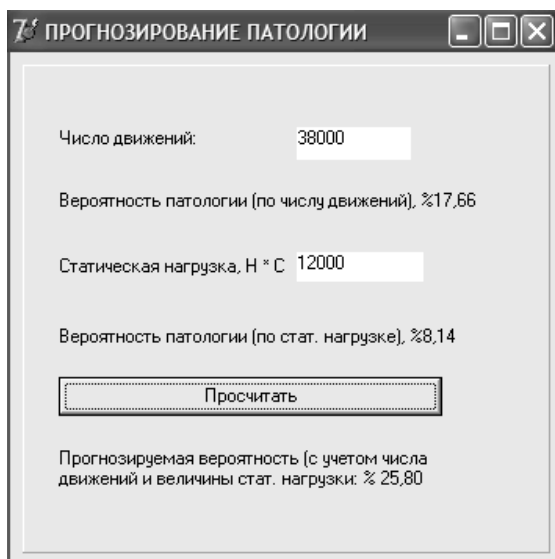 ПРОГНОЗИРОВАНИЕ ПАТОЛОГИИ
Число движений: 38000
Вероятность патологии (по числу движений), %17,66
Статическая нагрузка, Н * С 12000
Вероятность патологии (по стат. нагрузке), %8,14
Просчитать
Прогнозируемая вероятность (с учетом числа
движений и величины стат. нагрузки: % 25,80